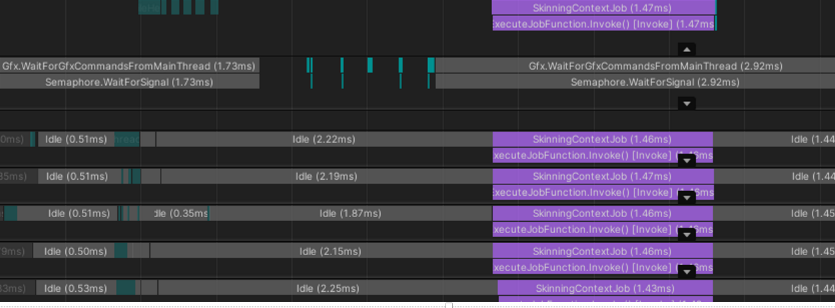 SkinningContextJob (1.47ms)
xecuteJobFunction.Invoke() [Invoke] (1.47ms
Gfx.WaitForGfxCommandsFromMainThread (1.73ms)
Gfx.WaitForGfxCommandsFromMainThread (2.92ms)
Semaphore.WaitForSignal (1.73ms)
Semaphore.WaitForSignal (2.92ms)
0ms)
Idle (0.51ms)
Idle (2.22ms)
SkinningContextJob (1.46ms)
Idle (1.44
xecuteJobFunction.Invoke() [Invoke]
35ms)
Idle (0.51ms)
Idle (2.19ms)
SkinningContextJob (1.47ms)
Idle (1.44
xecuteJobFunction.Invoke() [Invoke]
Idle (0.51ms)
dle (0.35ms
Idle (1.87ms)
SkinningContextJob (1.46ms)
Idle (1.45
xecuteJobFunction.Invoke() [Invoke]
9ms)
Idle (0.50ms)
Idle (2.15ms)
SkinningContextJob (1.46ms)
Idle (1.45
xecuteJobFunction.Invoke() [Invoke]
33ms)
Idle (0.53ms)
Idle (2.25ms)
SkinningContextJob (1.43ms)
Idle (1.44